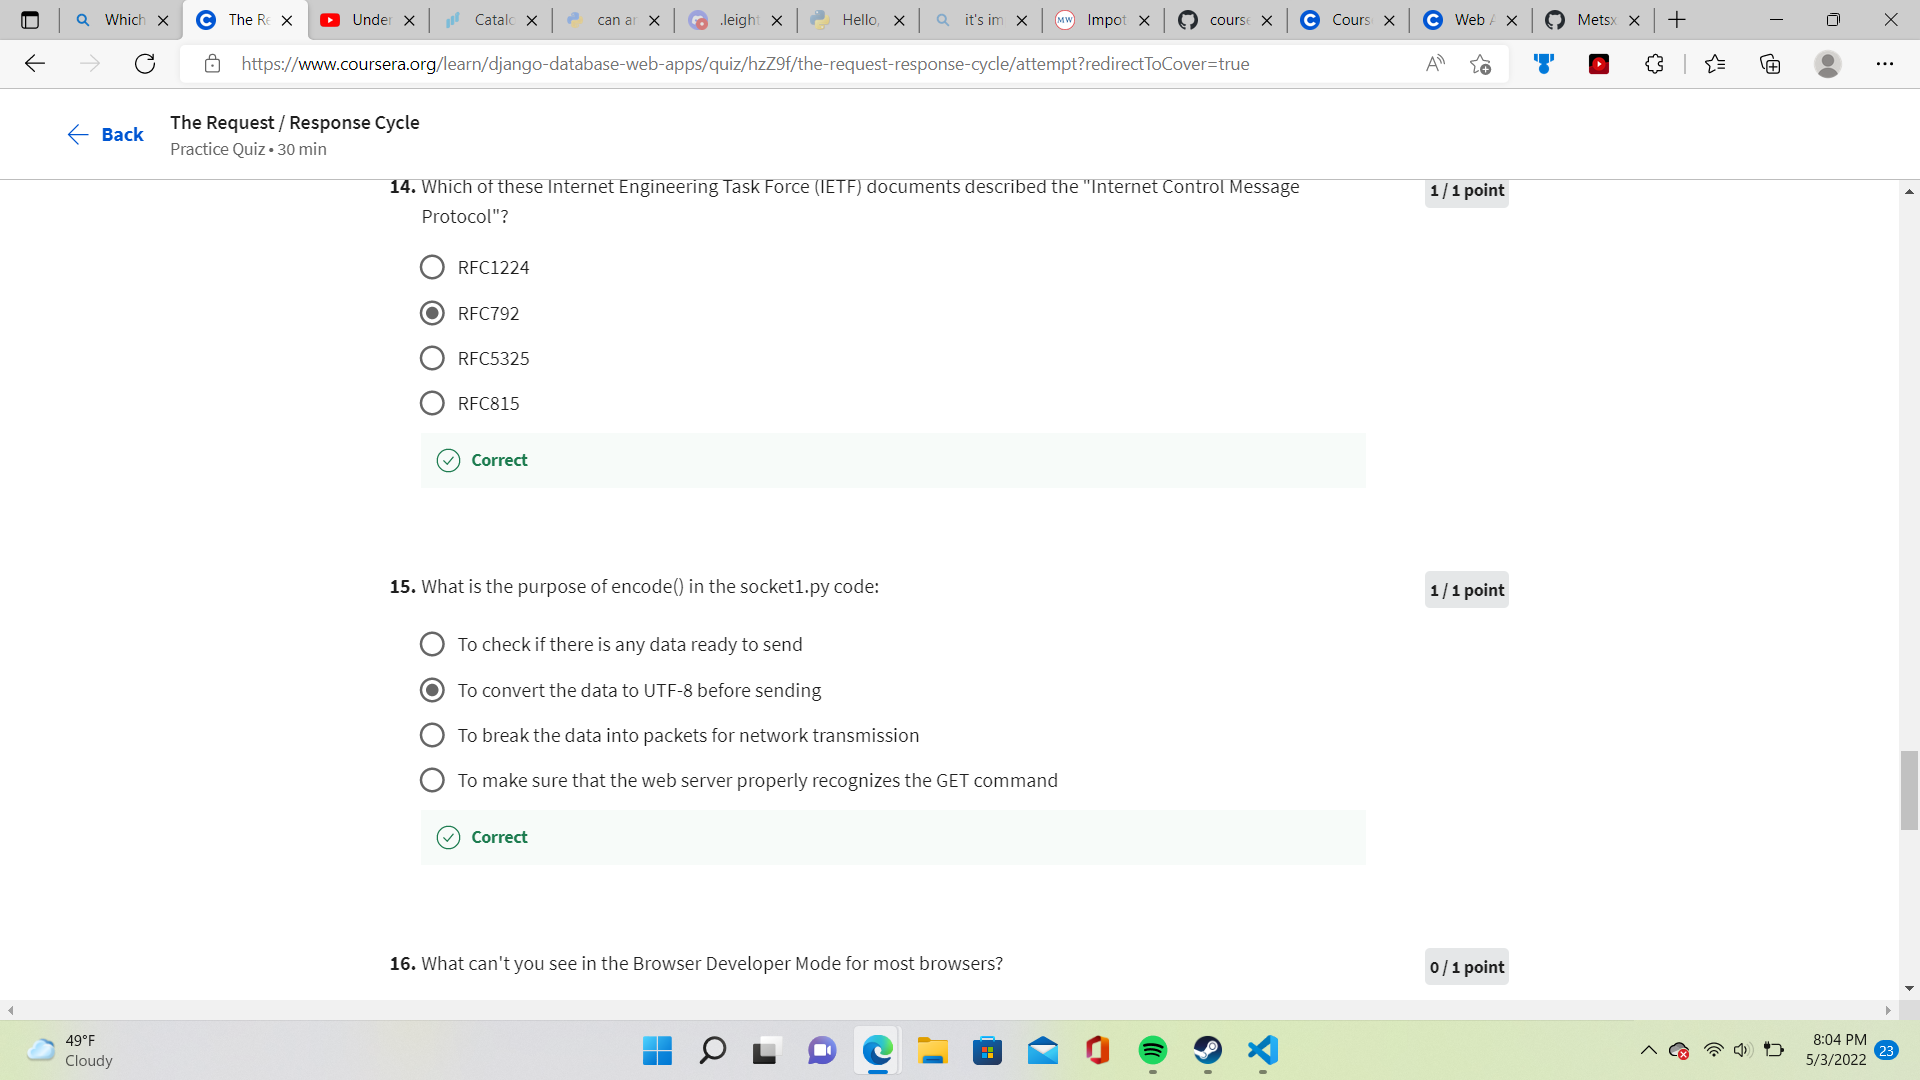 Which
The Re
Under
Catalo
can ar
.leight
Hello,
it's im
MW
Impot
course
Cours
Web A
Metsx
https://www.coursera.org/learn/django-database-web-apps/quiz/hzZ9f/the-request-response-cycle/attempt?redirectToCover=true
Back
The Request / Response Cycle
Practice Quiz • 30 min
14. Which of these Internet Engineering Task Force (IETF) documents described the "Internet Control Message
Protocol"?
1 / 1 point
RFC1224
RFC792
RFC5325
RFC815
Correct
15. What is the purpose of encode() in the socket1.py code:
1 / 1 point
To check if there is any data ready to send
To convert the data to UTF-8 before sending
To break the data into packets for network transmission
To make sure that the web server properly recognizes the GET command
Correct
16. What can't you see in the Browser Developer Mode for most browsers?
0 / 1 point
49°F
Cloudy
8:04 PM
5/3/2022
23